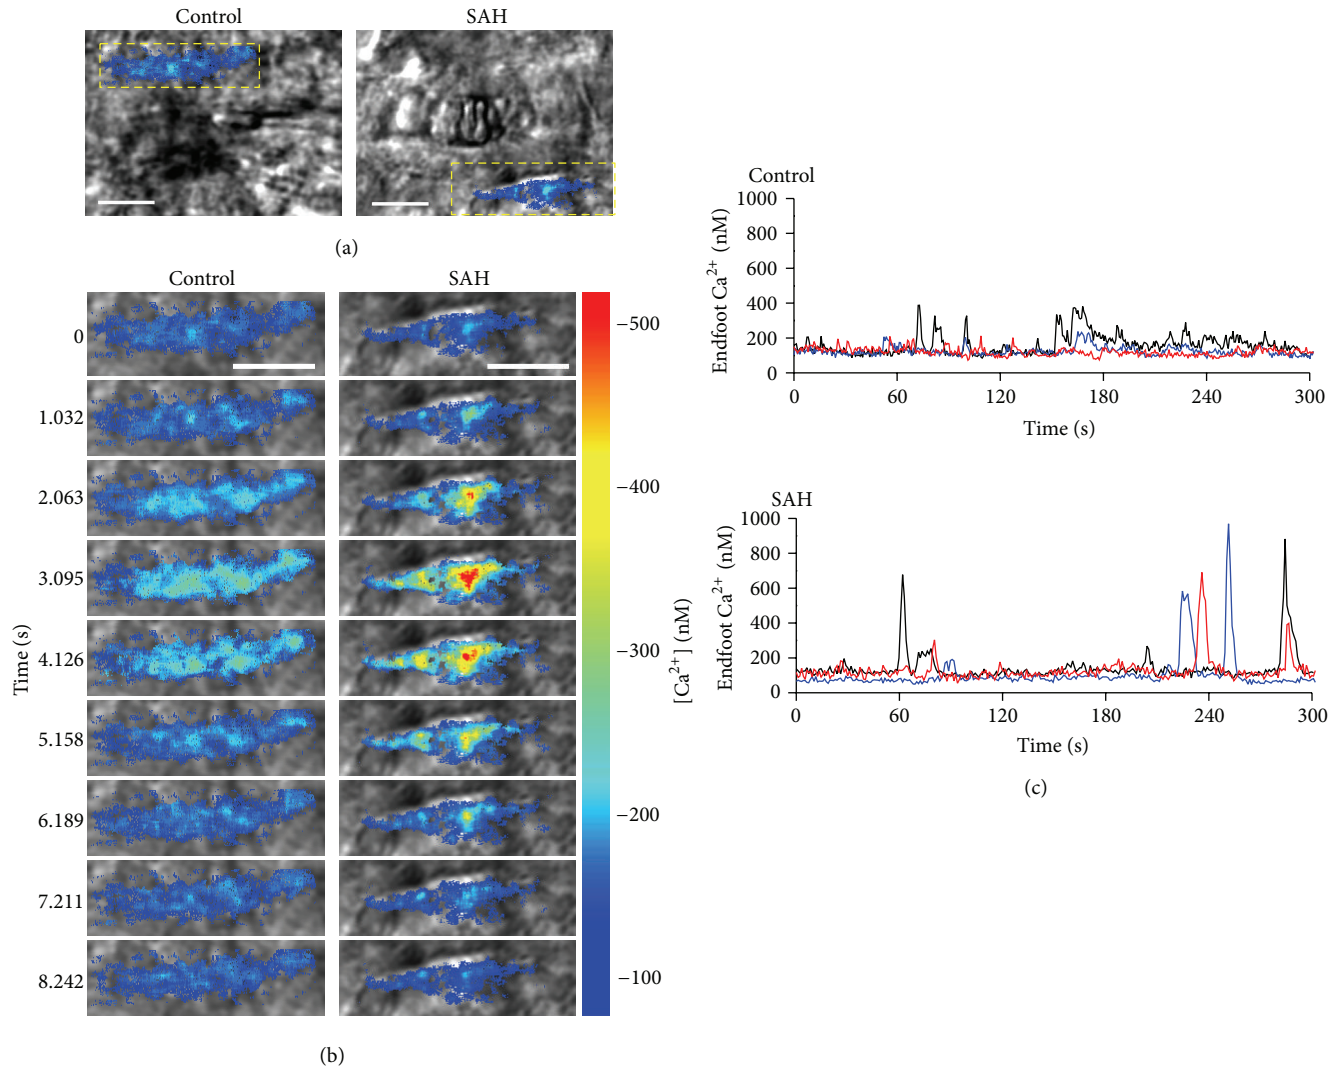 Control SAH
(a)
Control SAH
0
1.032
2.063
3.095
4.126
5.158
6.189
7.211
8.242
Time (s)
–500
–400
–300
–200
–100
[Ca2+] (nM)
(b)
Control
1000
800
600
400
200
0
Endfoot Ca2+ (nM)
0 60 120 180 240 300
Time (s)
SAH
1000
800
600
400
200
0
Endfoot Ca2+ (nM)
0 60 120 180 240 300
Time (s)
(c)